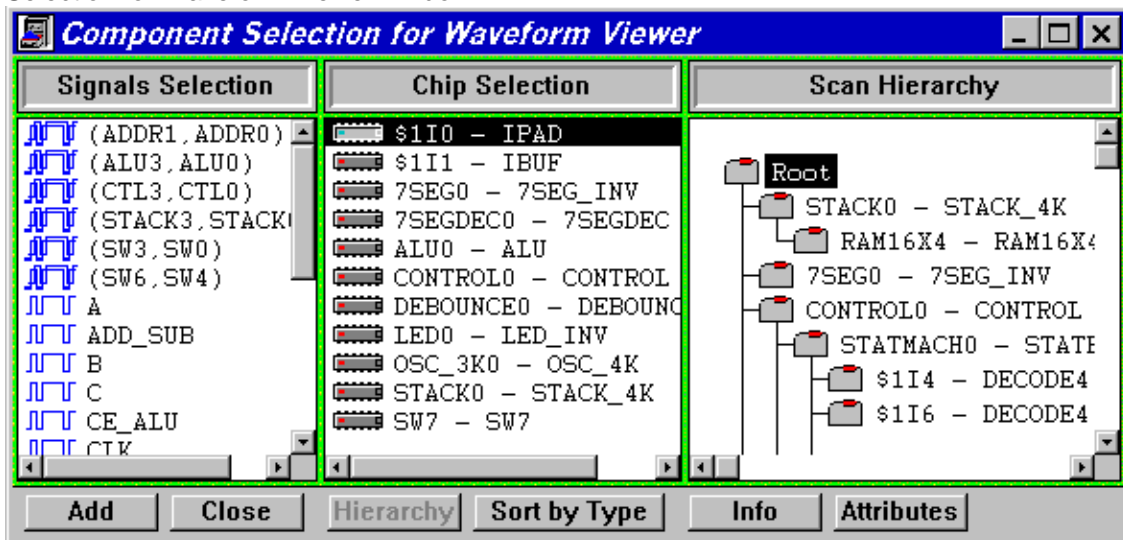 Component Selection for Waveform Viewer
Signals Selection
Chip Selection
Scan Hierarchy
(ADDR1,ADDR0)
(ALU3,ALU0)
(CTL3,CTL0)
(STACK3,STACK
(SW3,SW0)
(SW6,SW4)
A
ADD_SUB
B
C
CE_ALU
CLK
$1I0 - IPAD
$1I1 - IBUF
7SEG0 - 7SEG_INV
7SEGDEC0 - 7SEGDEC
ALU0 - ALU
CONTROL0 - CONTROL
DEBOUNCE0 - DEBOUNC
LED0 - LED_INV
OSC_3K0 - OSC_4K
STACK0 - STACK_4K
SW7 - SW7
Root
STACK0 - STACK_4K
RAM16X4 - RAM16X4
7SEG0 - 7SEG_INV
CONTROL0 - CONTROL
STATMACH0 - STATE
$1I4 - DECODE4
$1I6 - DECODE4
Add
Close
Hierarchy
Sort by Type
Info
Attributes